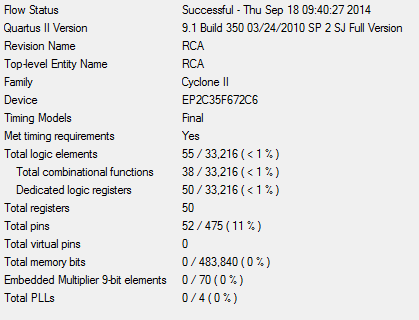 Flow Status Successful - Thu Sep 18 09:40:27 2014
Quartus II Version 9.1 Build 350 03/24/2010 SP 2 SJ Full Version
Revision Name RCA
Top-level Entity Name RCA
Family Cyclone II
Device EP2C35F672C6
Timing Models Final
Met timing requirements Yes
Total logic elements 55 / 33,216 ( < 1 % )
Total combinational functions 38 / 33,216 ( < 1 % )
Dedicated logic registers 50 / 33,216 ( < 1 % )
Total registers 50
Total pins 52 / 475 ( 11 % )
Total virtual pins 0
Total memory bits 0 / 483,840 ( 0 % )
Embedded Multiplier 9-bit elements 0 / 70 ( 0 % )
Total PLLs 0 / 4 ( 0 % )